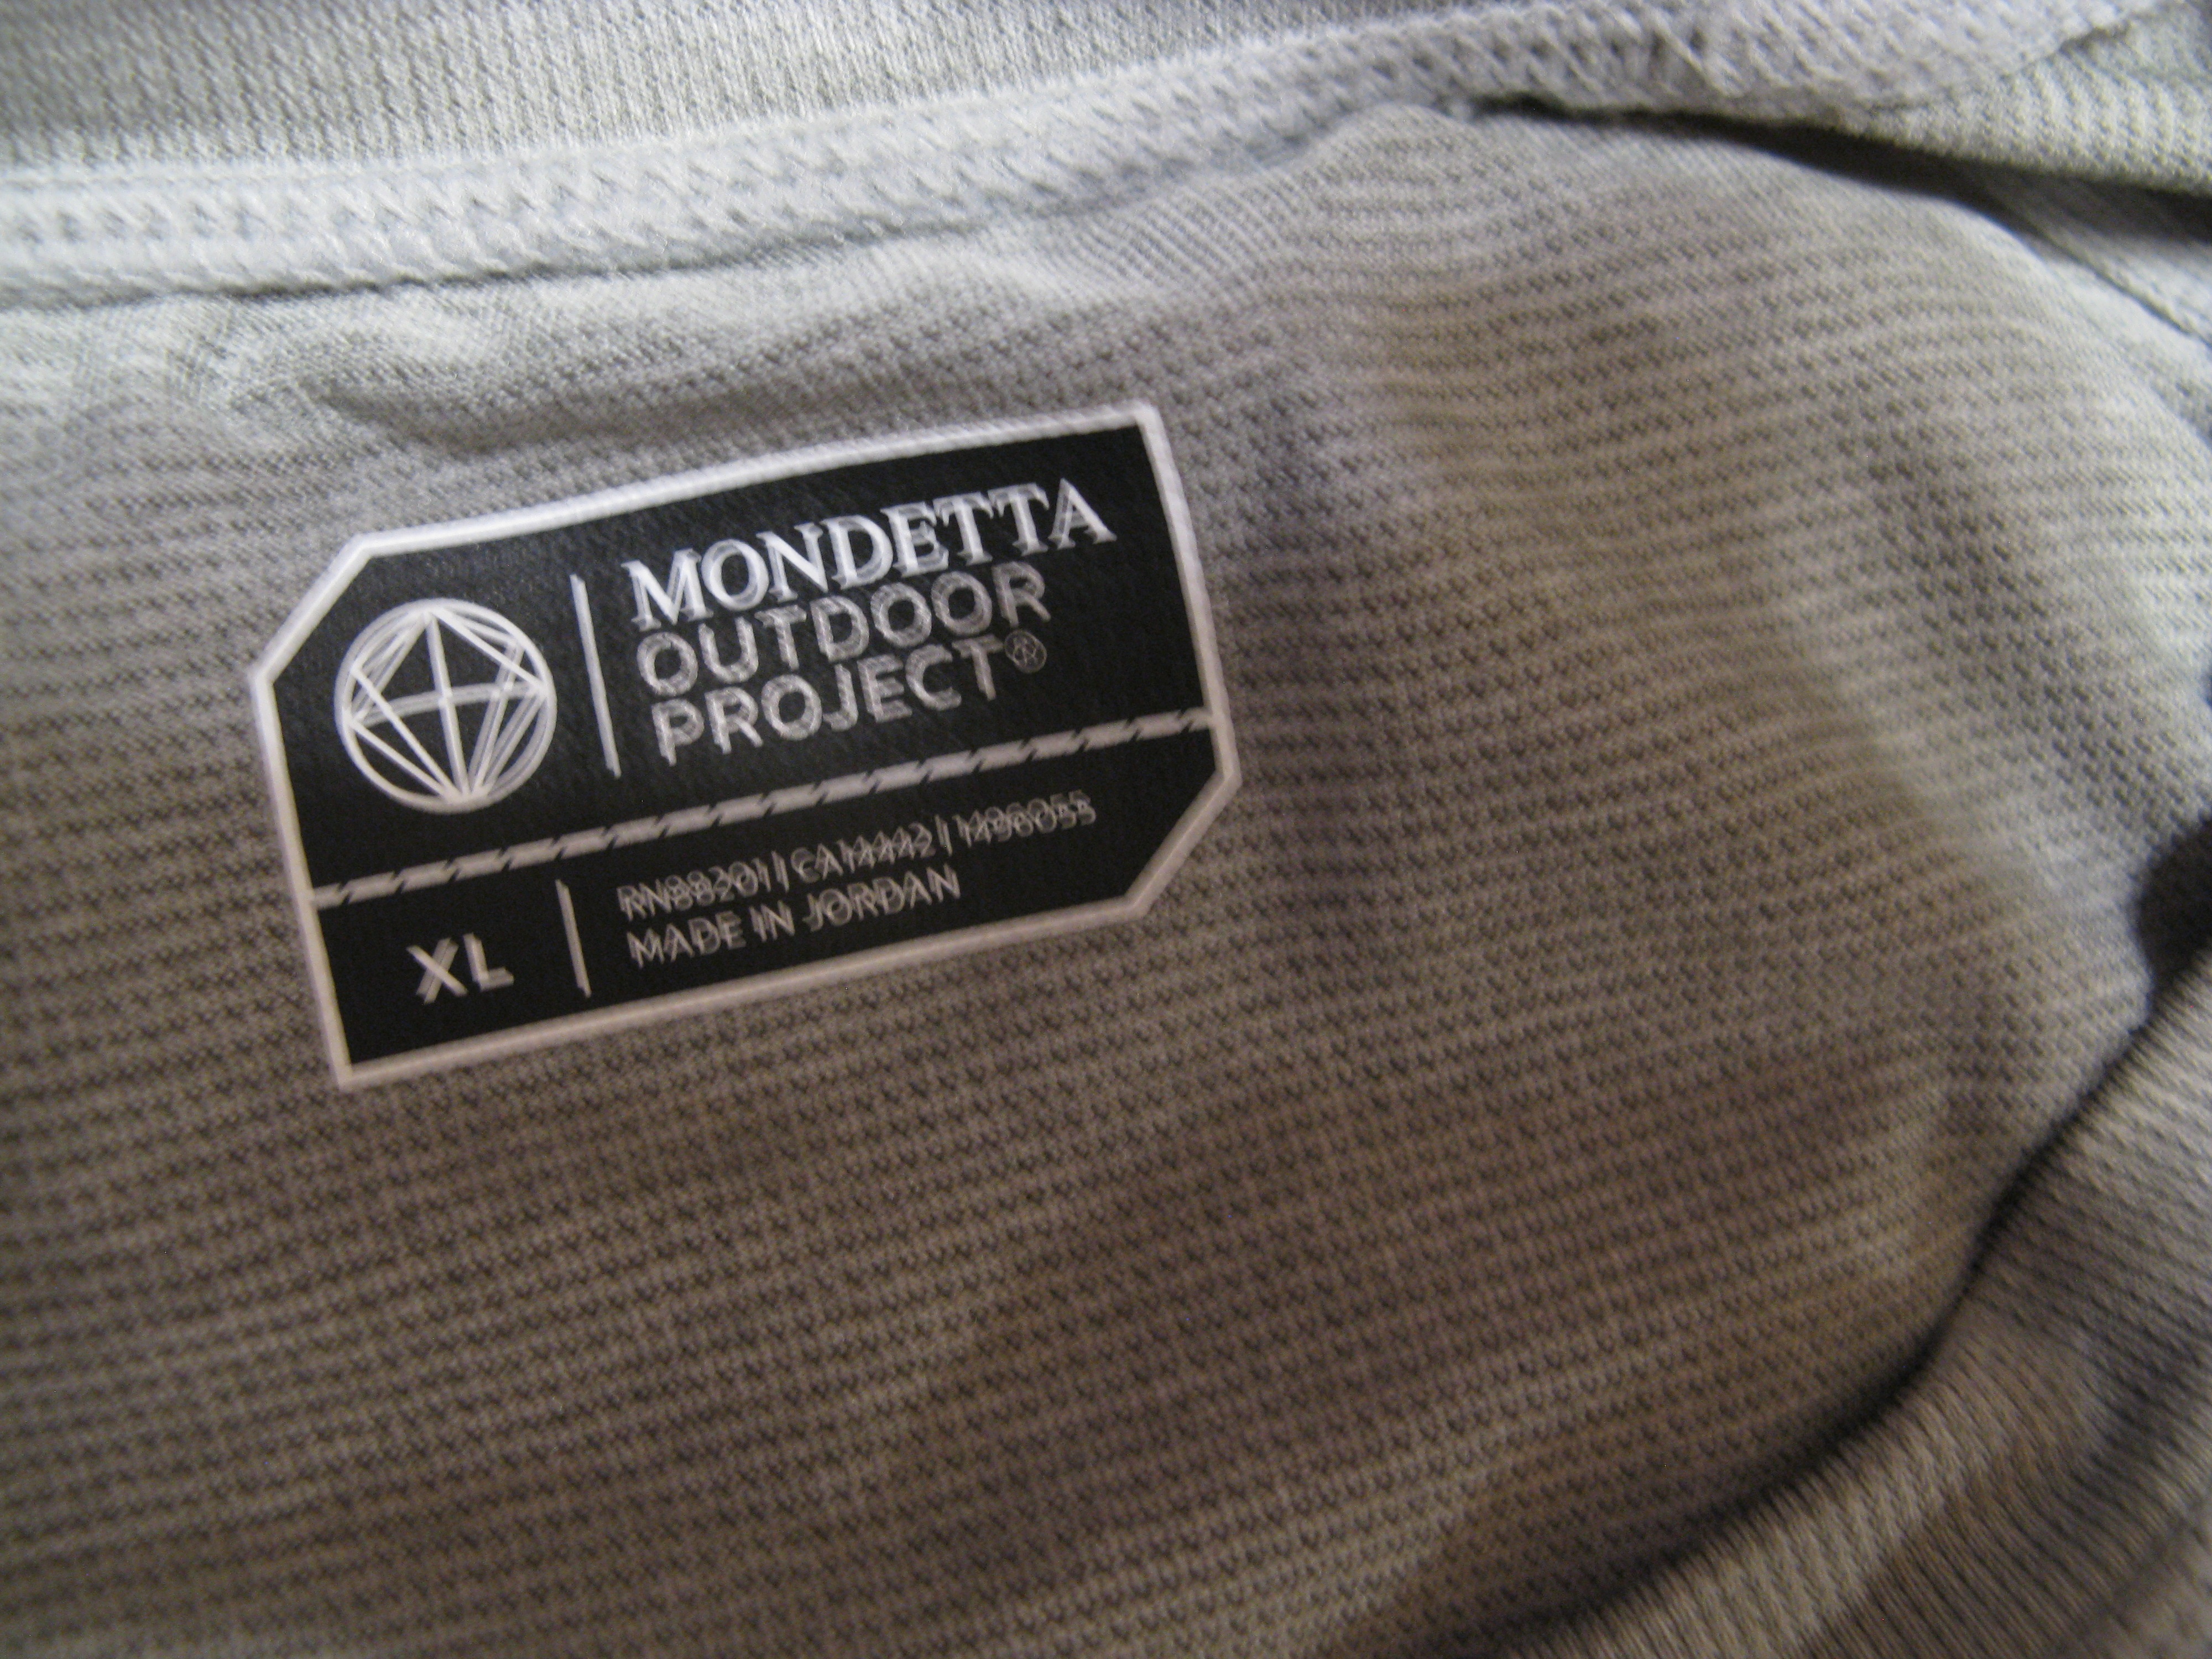 MONDETTA
OUTDOOR
PROJECT®
XL
RN88201 | CA14442 | 1496055
MADE IN JORDAN